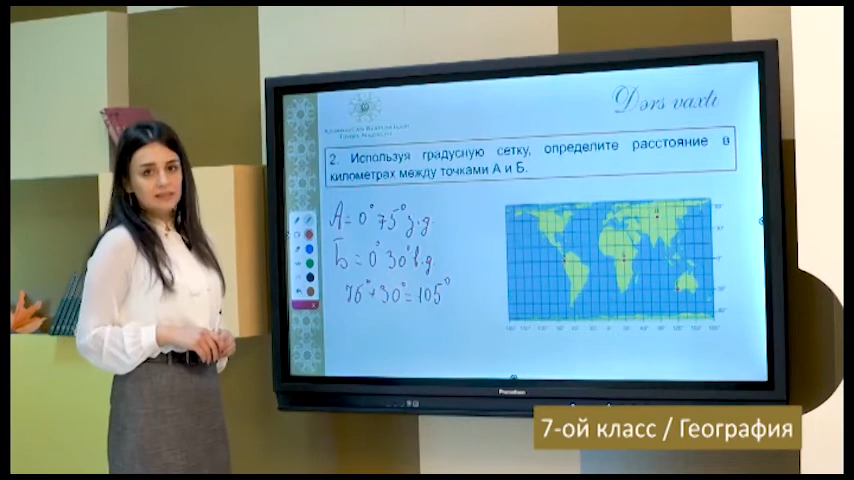 Dərs vaxtı
2. Используя градусную сетку, определите расстояние в
километрах между точками А и Б.
А = 0° 75° з.д.
Б = 0° 30° в.д.
75° + 30° = 105°
Promethean
7-ой класс / География